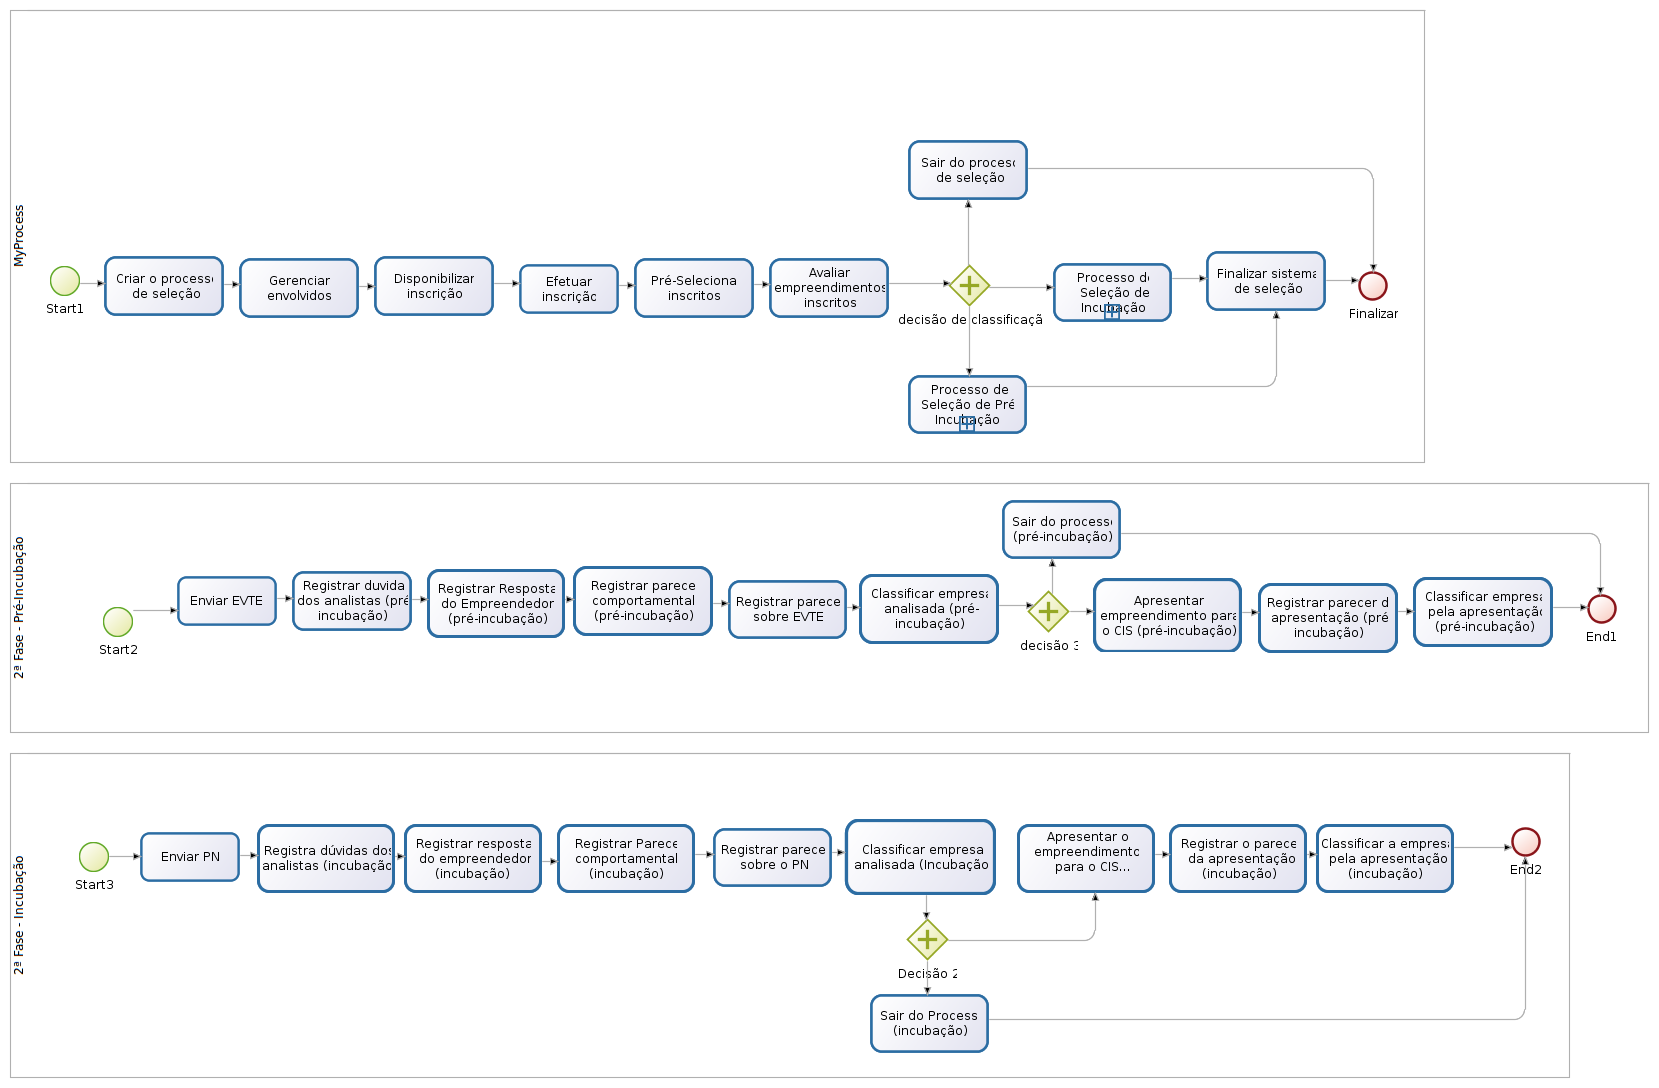 MyProcess
Start1
Criar o processo
de seleção
Gerenciar
envolvidos
Disponibilizar
inscrição
Efetuar
inscrição
Pré-Seleciona
inscritos
Avaliar
empreendimentos
inscritos
decisão de classificaçã
Sair do process
de seleção
Processo de
Seleção de
Incubação
Processo de
Seleção de Pré
Incubação
Finalizar sistema
de seleção
Finalizar
2ª Fase - Pré-Incubação
Start2
Enviar EVTE
Registrar duvida
dos analistas (pré
incubação)
Registrar Resposta
do Empreendedor
(pré-incubação)
Registrar parece
comportamental
(pré-incubação)
Registrar parece
sobre EVTE
Classificar empresa
analisada (pré-
incubação)
decisão 3
Sair do processo
(pré-incubação)
Apresentar
empreendimento para
o CIS (pré-incubação)
Registrar parecer d
apresentação (pré
incubação)
Classificar empresa
pela apresentação
(pré-incubação)
End1
2ª Fase - Incubação
Start3
Enviar PN
Registra dúvidas dos
analistas (incubação
Registrar resposta
do empreendedor
(incubação)
Registrar Parece
comportamental
(incubação)
Registrar parece
sobre o PN
Classificar empresa
analisada (Incubação
Decisão 2
Sair do Process
(incubação)
Apresentar o
empreendimento
para o CIS...
Registrar o parece
da apresentação
(incubação)
Classificar a empresa
pela apresentação
(incubação)
End2